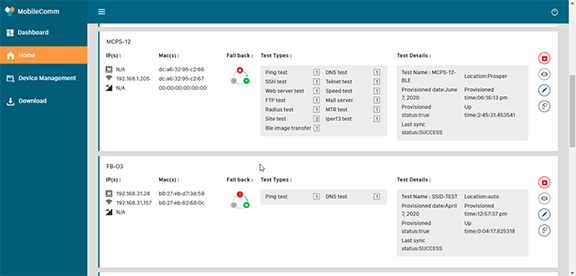 MobileComm
Dashboard
Home
Device Management
Download
MCPS-12
IP(s) : Mac(s) : Fall back : Test Types : Test Details :
N/A dc:a6:32:95:c2:66
192.168.1.205 dc:a6:32:95:c2:67
N/A 00:00:00:00:00:00
Ping test 1 DNS test 1
SSH test 1 Telnet test 1
Web server test 1 Speed test 1
FTP test 1 Mail server 1
Radius test 1 MTR test 1
Site test 2 Iperf3 test 1
Ble image transfer 1
Test Name : MCPS-12-BLE Location:Prosper
Provisioned date:June 7, 2020 Provisioned time:06:16:13 pm
Provisioned status:true Up time:2:45:31.453541
Last sync status:SUCCESS
FB-03
IP(s) : Mac(s) : Fall back : Test Types : Test Details :
192.168.31.24 b8:27:eb:d7:3d:59
192.168.31.157 b8:27:eb:82:68:0c
N/A
Ping test 1 DNS test 1
Test Name : SSID-TEST Location:auto
Provisioned date:April 7, 2020 Provisioned time:12:57:37 pm
Provisioned status:true Up time:0:04:17.825318
Last sync status:SUCCESS